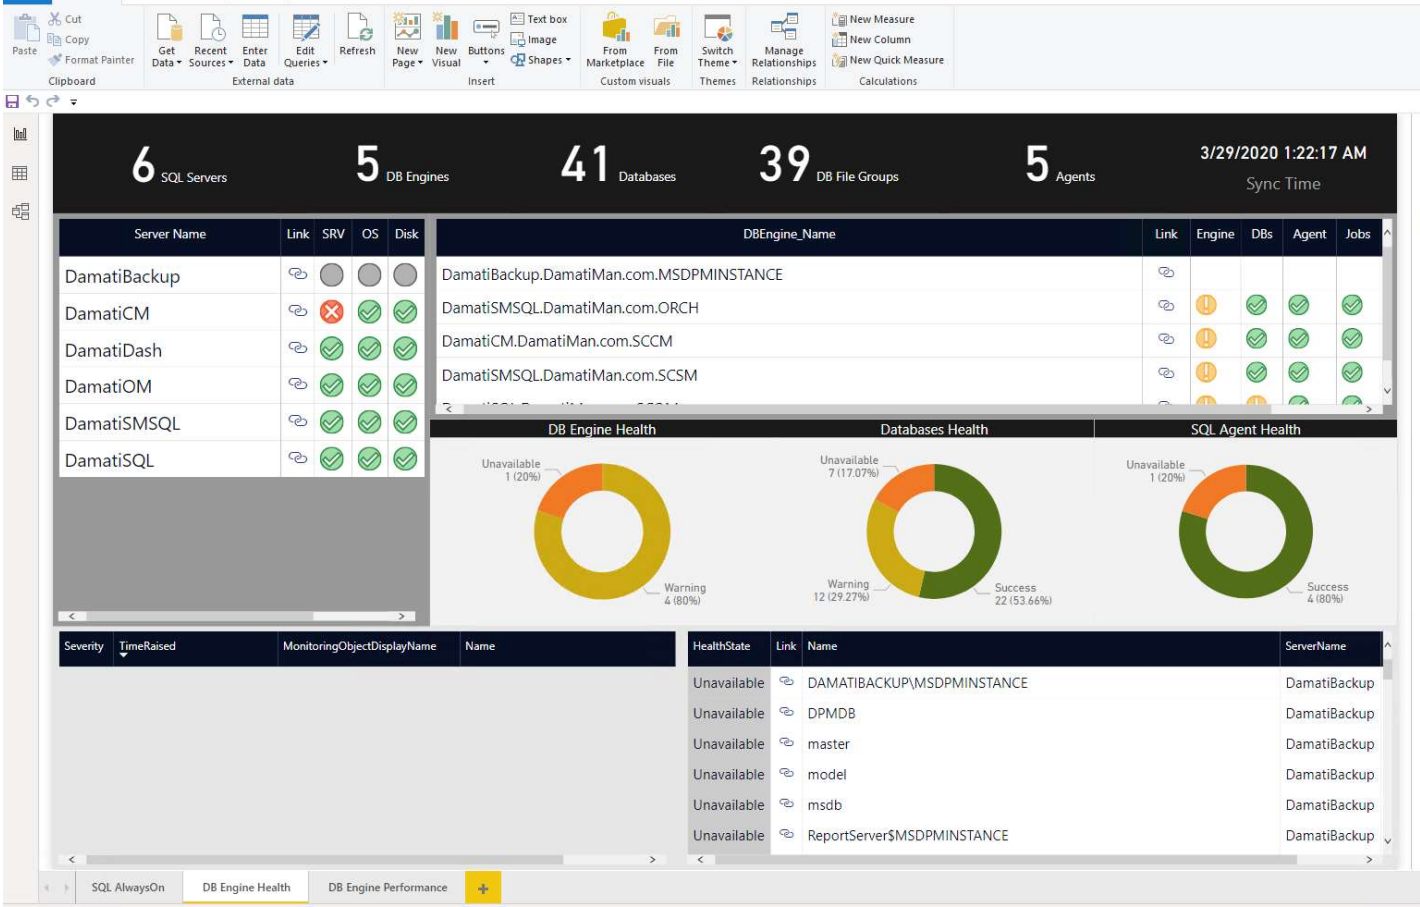 Cut
Copy
Format Painter
Paste
Clipboard
Get Data
Recent Sources
Enter Data
Edit Queries
Refresh
External data
New Page
New Visual
Buttons
Text box
Image
Shapes
Insert
From Marketplace
From File
Custom visuals
Switch Theme
Themes
Manage Relationships
Relationships
New Measure
New Column
New Quick Measure
Calculations
6 SQL Servers
5 DB Engines
41 Databases
39 DB File Groups
5 Agents
3/29/2020 1:22:17 AM
Sync Time
Server Name Link SRV OS Disk
DamatiBackup
DamatiCM
DamatiDash
DamatiOM
DamatiSMSQL
DamatiSQL
DBEngine_Name Link Engine DBs Agent Jobs
DamatiBackup.DamatiMan.com.MSDPMINSTANCE
DamatiSMSQL.DamatiMan.com.ORCH
DamatiCM.DamatiMan.com.SCCM
DamatiSMSQL.DamatiMan.com.SCSM
DB Engine Health
Unavailable
1 (20%)
Warning
4 (80%)
Databases Health
Unavailable
7 (17.07%)
Warning
12 (29.27%)
Success
22 (53.66%)
SQL Agent Health
Unavailable
1 (20%)
Success
4 (80%)
Severity TimeRaised MonitoringObjectDisplayName Name
HealthState Link Name ServerName
Unavailable DAMATIBACKUP\MSDPMINSTANCE DamatiBackup
Unavailable DPMDB DamatiBackup
Unavailable master DamatiBackup
Unavailable model DamatiBackup
Unavailable msdb DamatiBackup
Unavailable ReportServer$MSDPMINSTANCE DamatiBackup
SQL AlwaysOn
DB Engine Health
DB Engine Performance